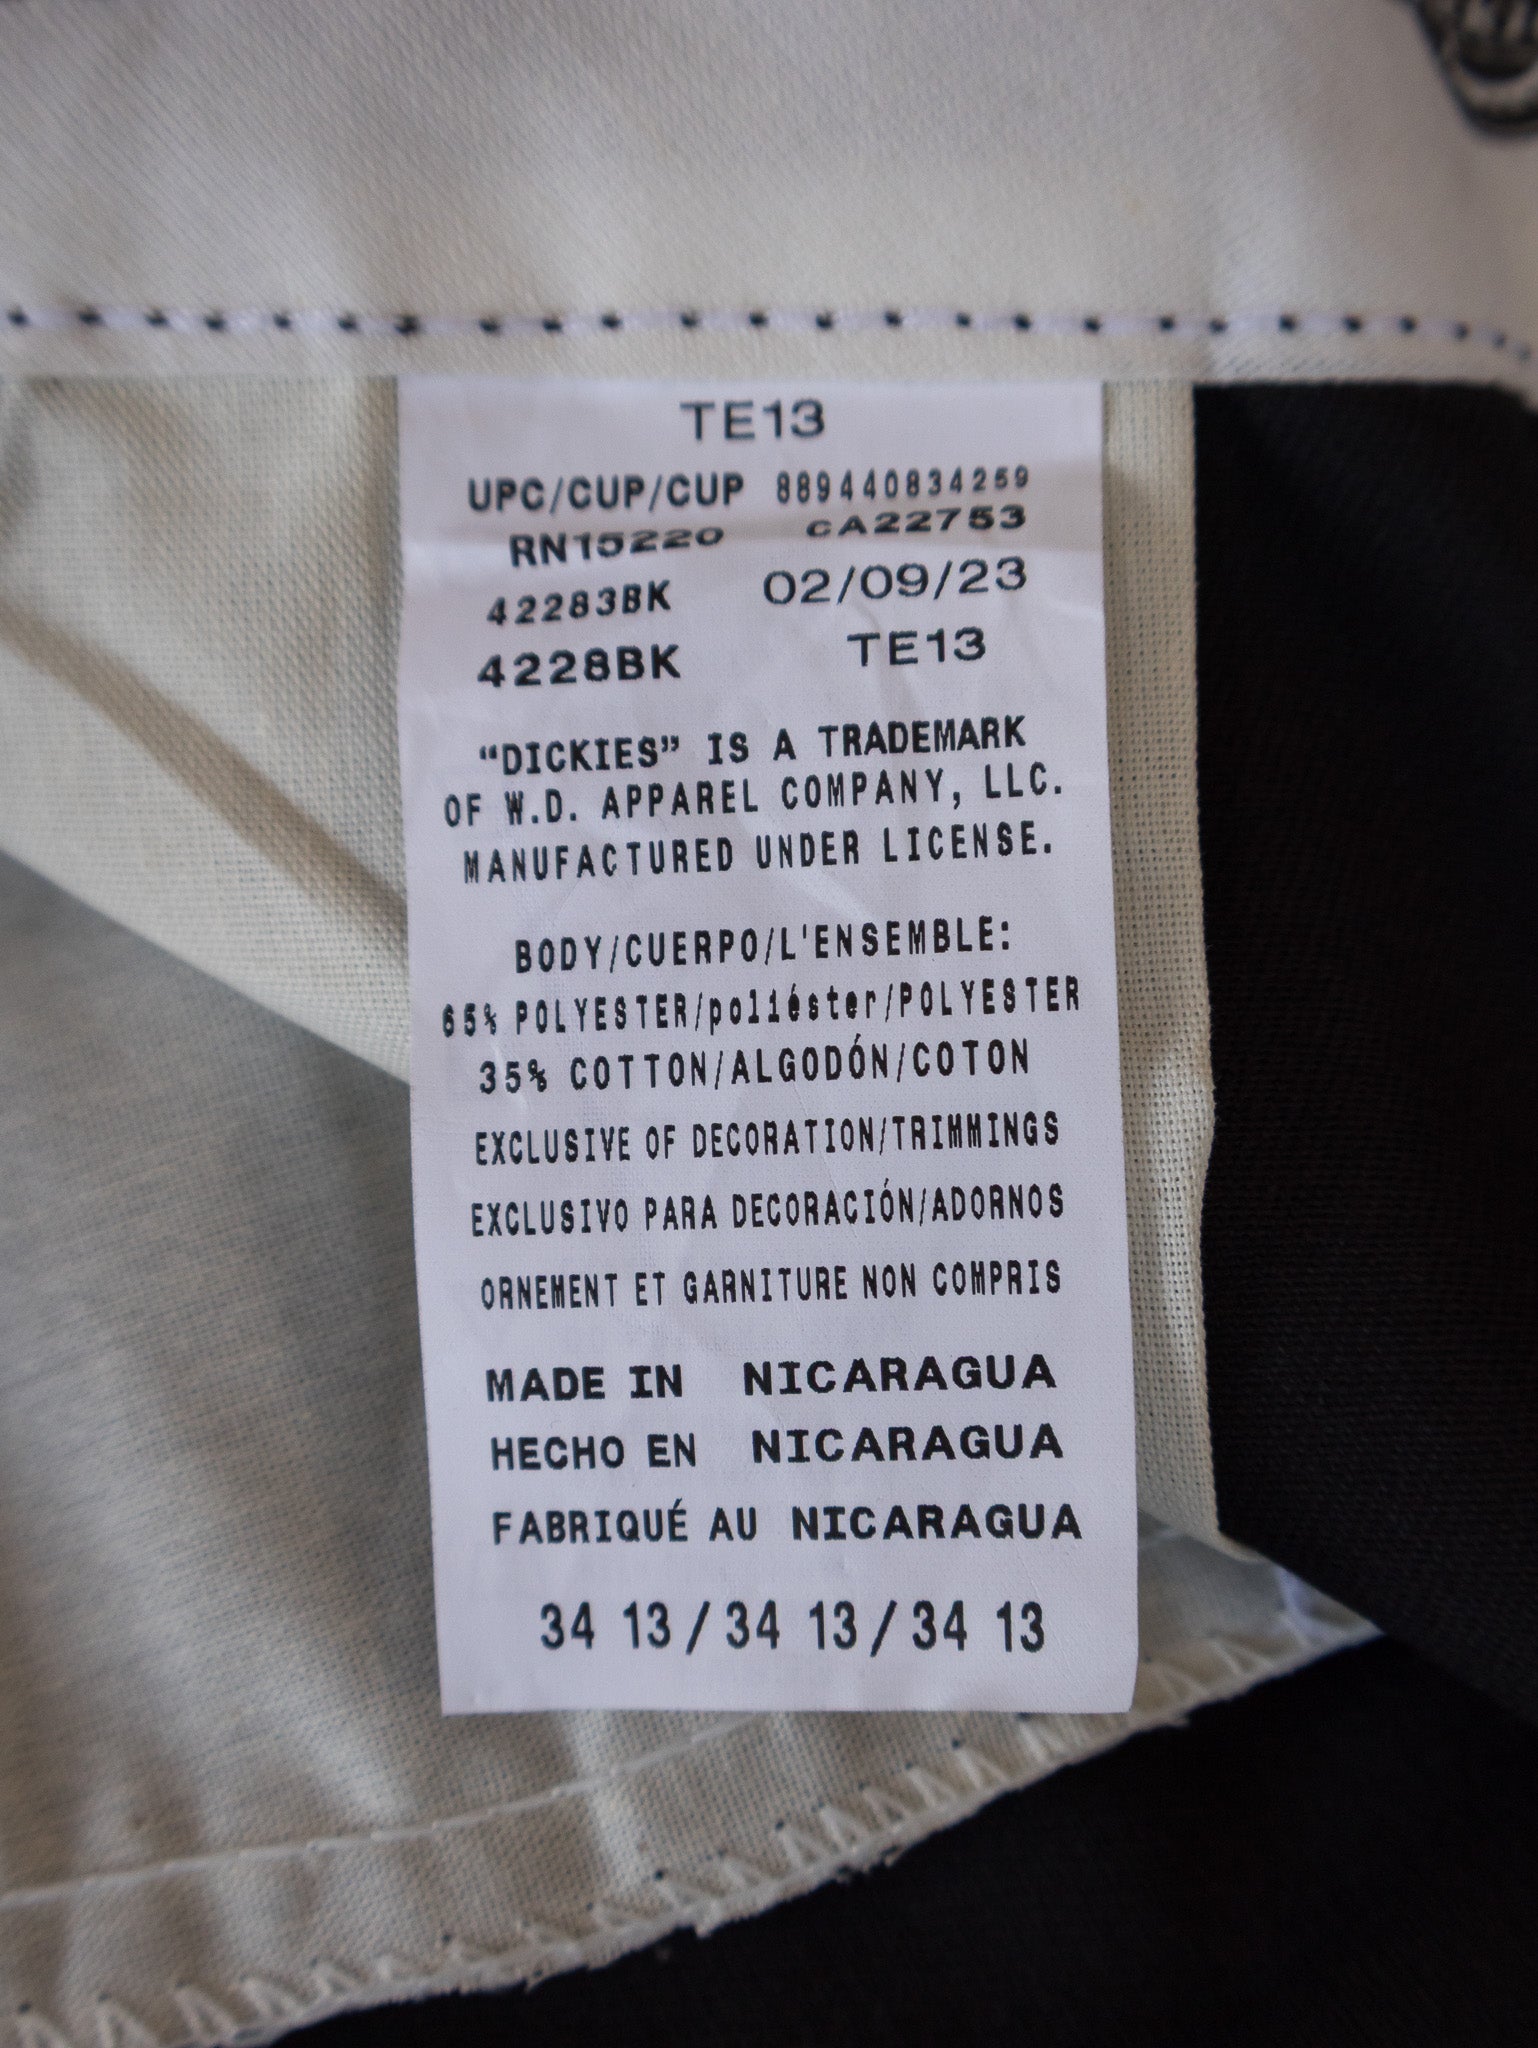 TE13
UPC/CUP/CUP 889440834259
RN15220 CA22753
42283BK 02/09/23
4228BK TE13
“DICKIES” IS A TRADEMARK
OF W.D. APPAREL COMPANY, LLC.
MANUFACTURED UNDER LICENSE.
BODY/CUERPO/L'ENSEMBLE:
65% POLYESTER/poliéster/POLYESTER
35% COTTON/ALGODÓN/COTON
EXCLUSIVE OF DECORATION/TRIMMINGS
EXCLUSIVO PARA DECORACIÓN/ADORNOS
ORNEMENT ET GARNITURE NON COMPRIS
MADE IN NICARAGUA
HECHO EN NICARAGUA
FABRIQUÉ AU NICARAGUA
34 13/34 13/34 13